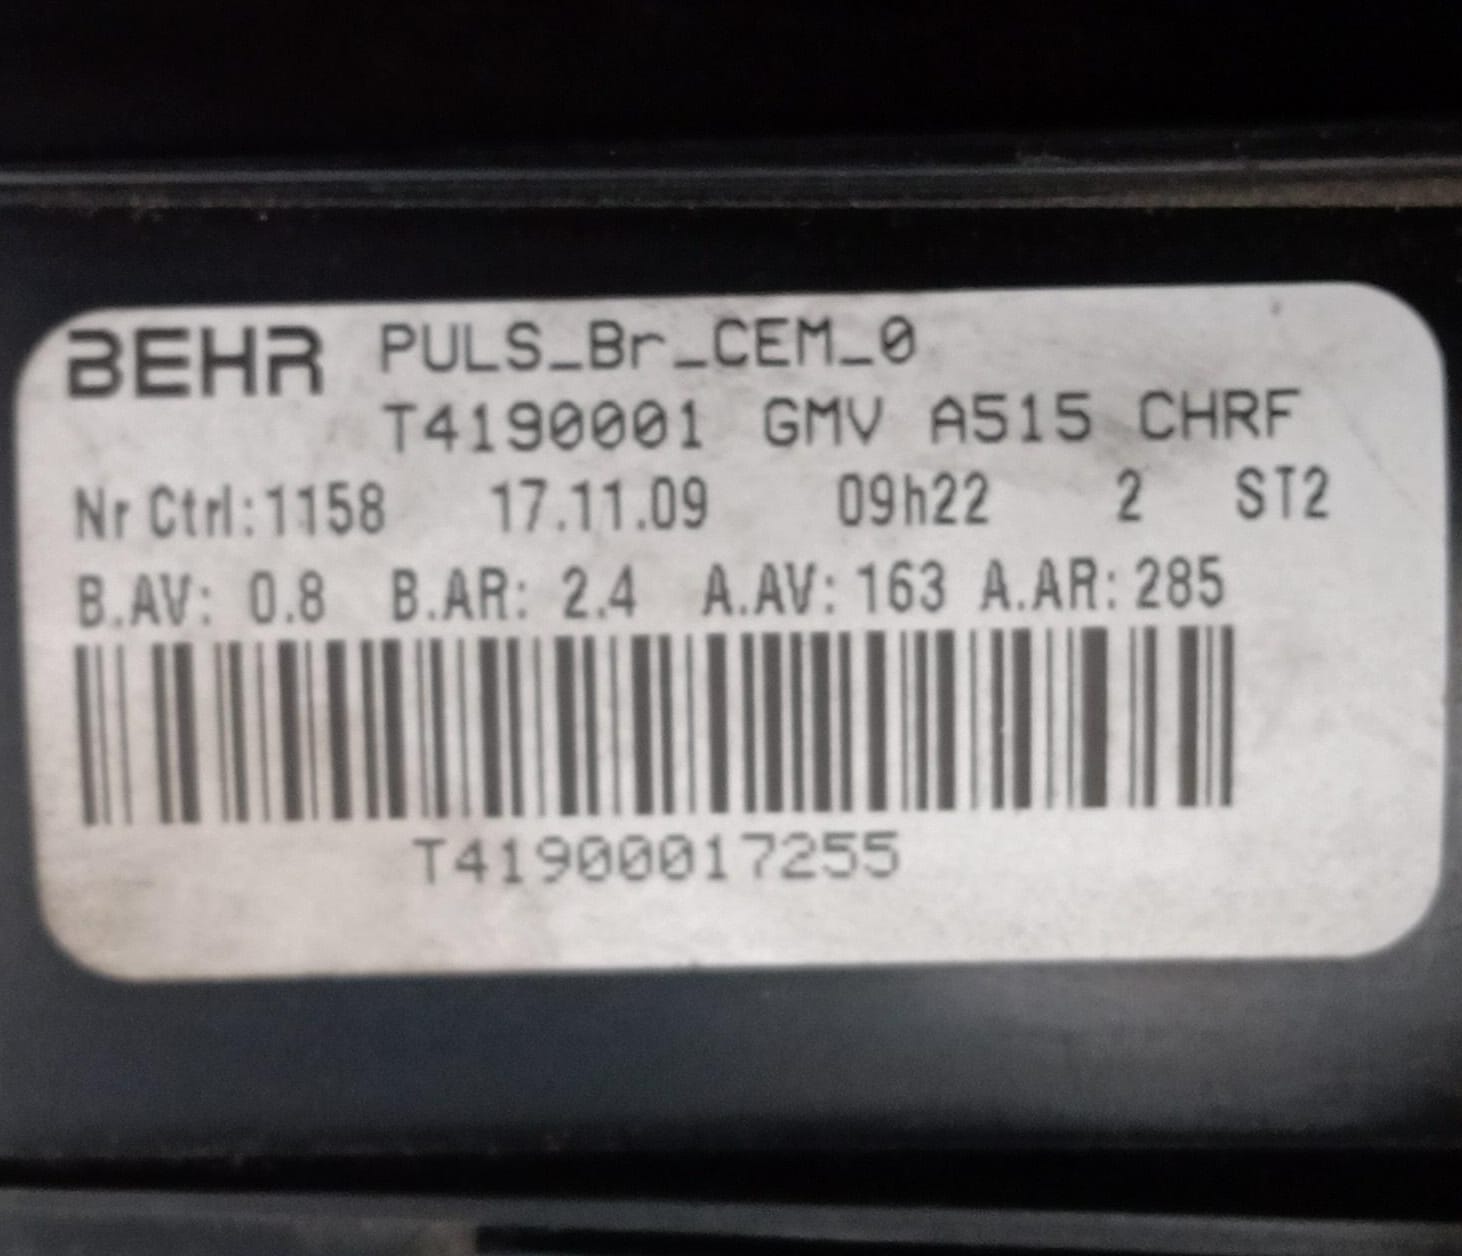 BEHR PULS_Br_CEM_0
T4190001 GMV A515 CHRF
Nr Ctrl:1158 17.11.09 09h22 2 ST2
B.AV: 0.8 B.AR: 2.4 A.AV: 163 A.AR: 285
T41900017255